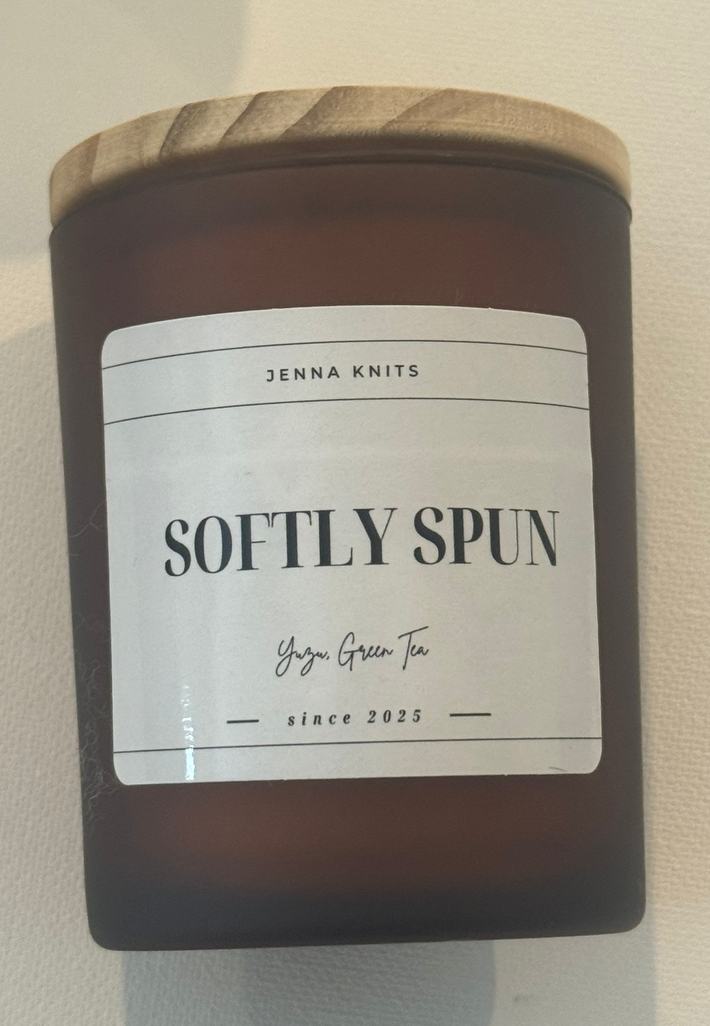 JENNA KNITS
SOFTLY SPUN
Yuzu, Green Tea
since 2025